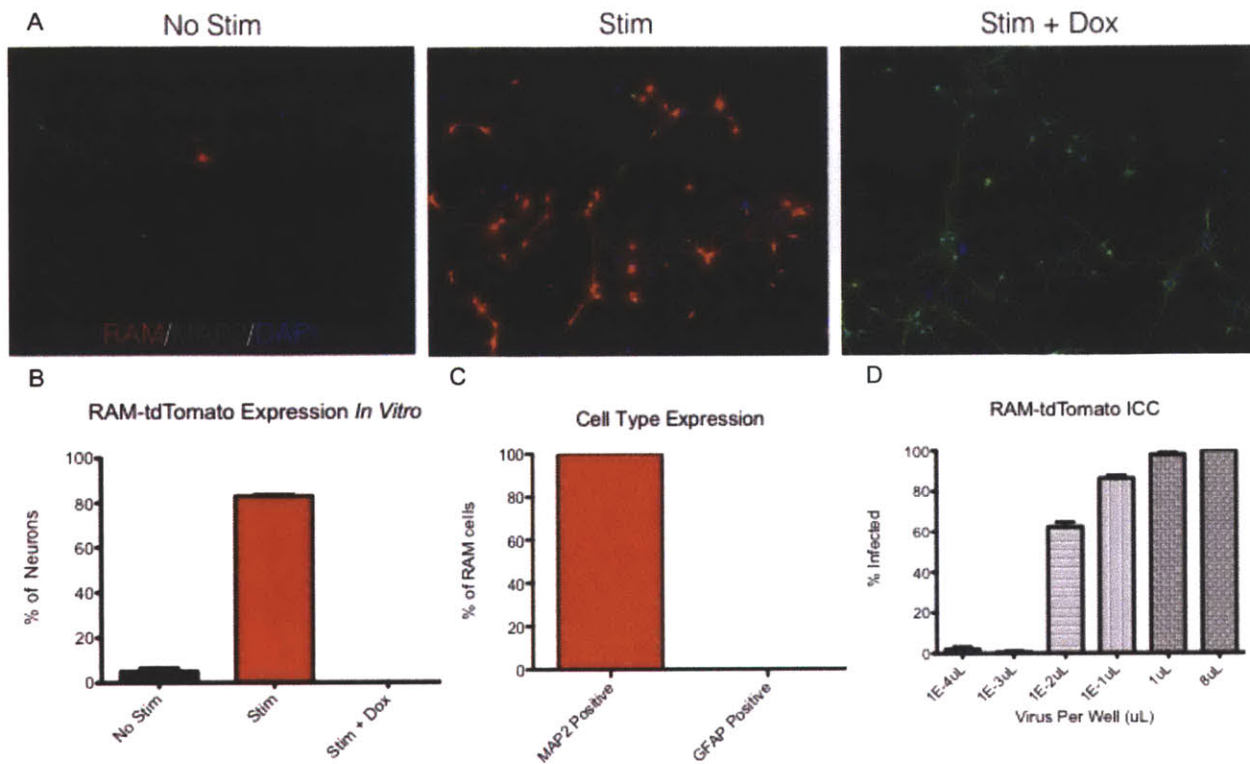 A
No Stim
Stim
Stim + Dox
RAM/MAP2/DAPI
B
RAM-tdTomato Expression In Vitro
% of Neurons
100
80
60
40
20
0
No Stim
Stim
Stim + Dox
C
Cell Type Expression
% of RAM cells
100
80
60
40
20
0
MAP2 Positive
GFAP Positive
D
RAM-tdTomato ICC
% Infected
100
80
60
40
20
0
1E-4uL
1E-3uL
1E-2uL
1E-1uL
1uL
8uL
Virus Per Well (uL)